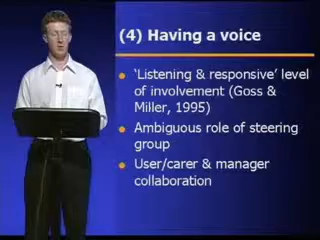 (4) Having a voice
'Listening & responsive' level
of involvement (Goss &
Miller, 1995)
Ambiguous role of steering
group
User/carer & manager
collaboration